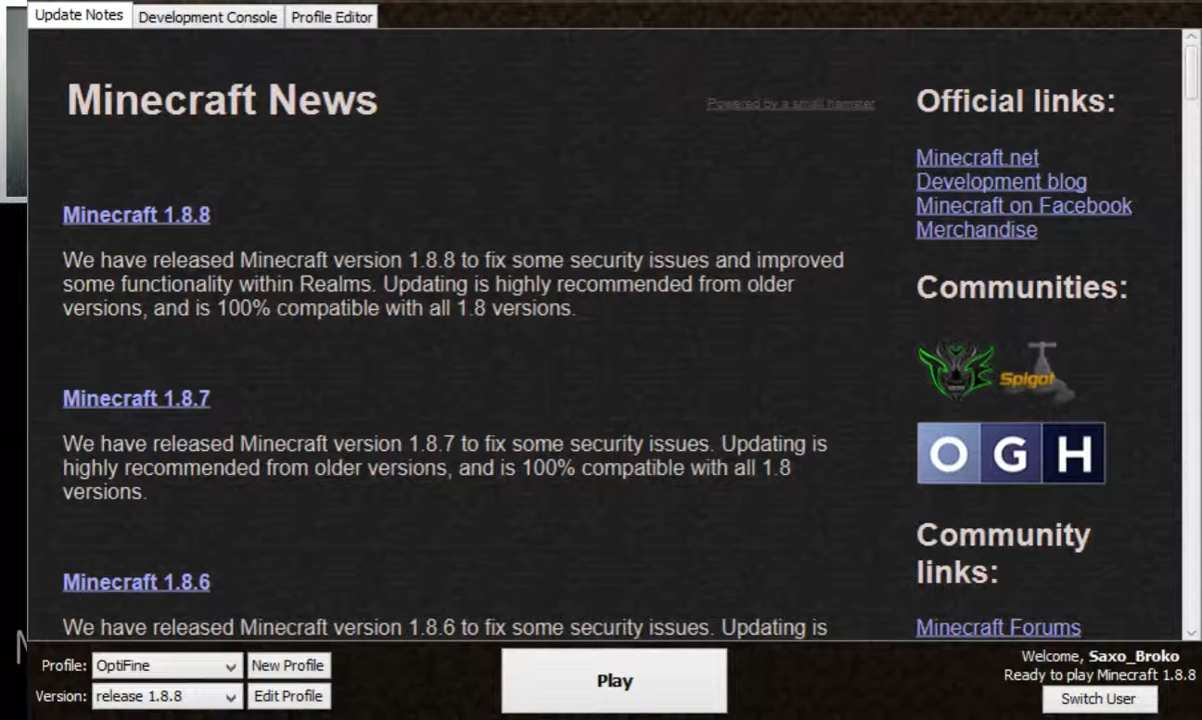 Update Notes
Development Console
Profile Editor
Minecraft News
Powered by a small hamster
Minecraft 1.8.8
We have released Minecraft version 1.8.8 to fix some security issues and improved
some functionality within Realms. Updating is highly recommended from older
versions, and is 100% compatible with all 1.8 versions.
Minecraft 1.8.7
We have released Minecraft version 1.8.7 to fix some security issues. Updating is
highly recommended from older versions, and is 100% compatible with all 1.8
versions.
Minecraft 1.8.6
We have released Minecraft version 1.8.6 to fix some security issues. Updating is
Official links:
Minecraft.net
Development blog
Minecraft on Facebook
Merchandise
Communities:
Spigot
OGH
Community
links:
Minecraft Forums
Profile: OptiFine
New Profile
Version: release 1.8.8
Edit Profile
Play
Welcome, Saxo_Broko
Ready to play Minecraft 1.8.8
Switch User